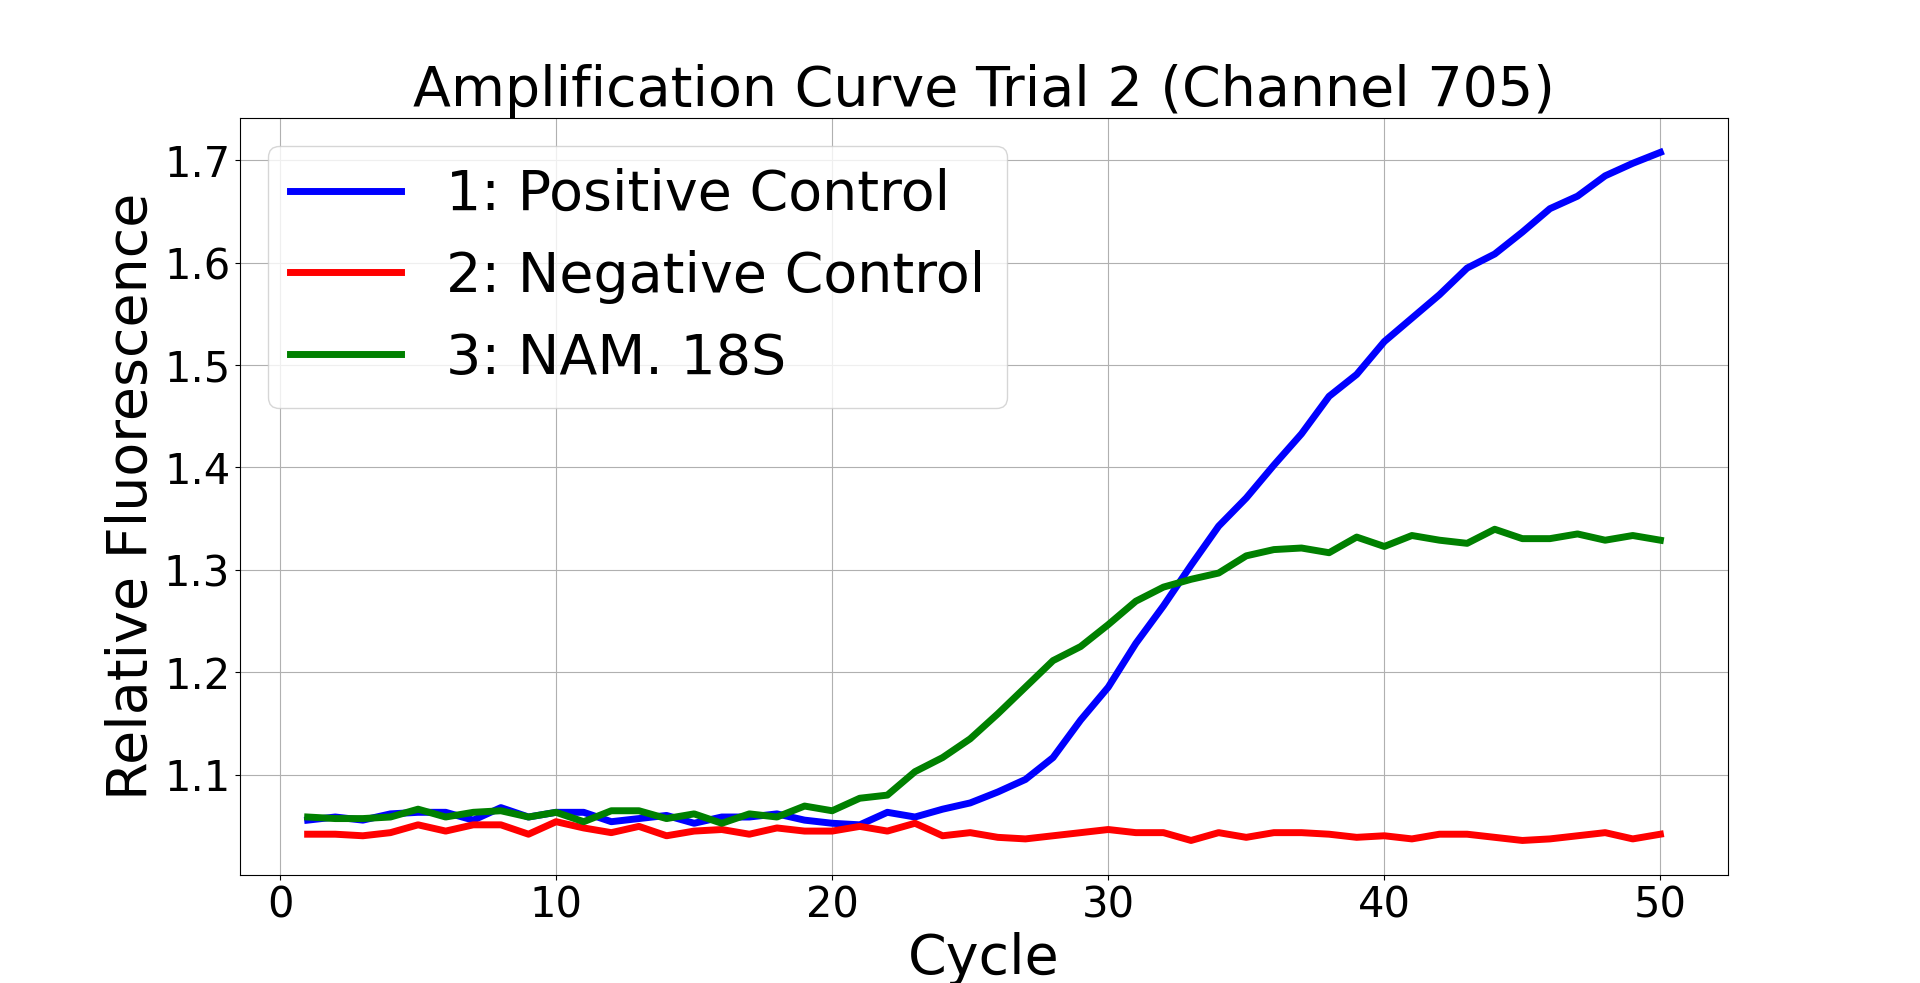 Amplification Curve Trial 2 (Channel 705)
1: Positive Control
2: Negative Control
3: NAM. 18S
Relative Fluorescence
1.7
1.6
1.5
1.4
1.3
1.2
1.1
0 10 20 30 40 50
Cycle